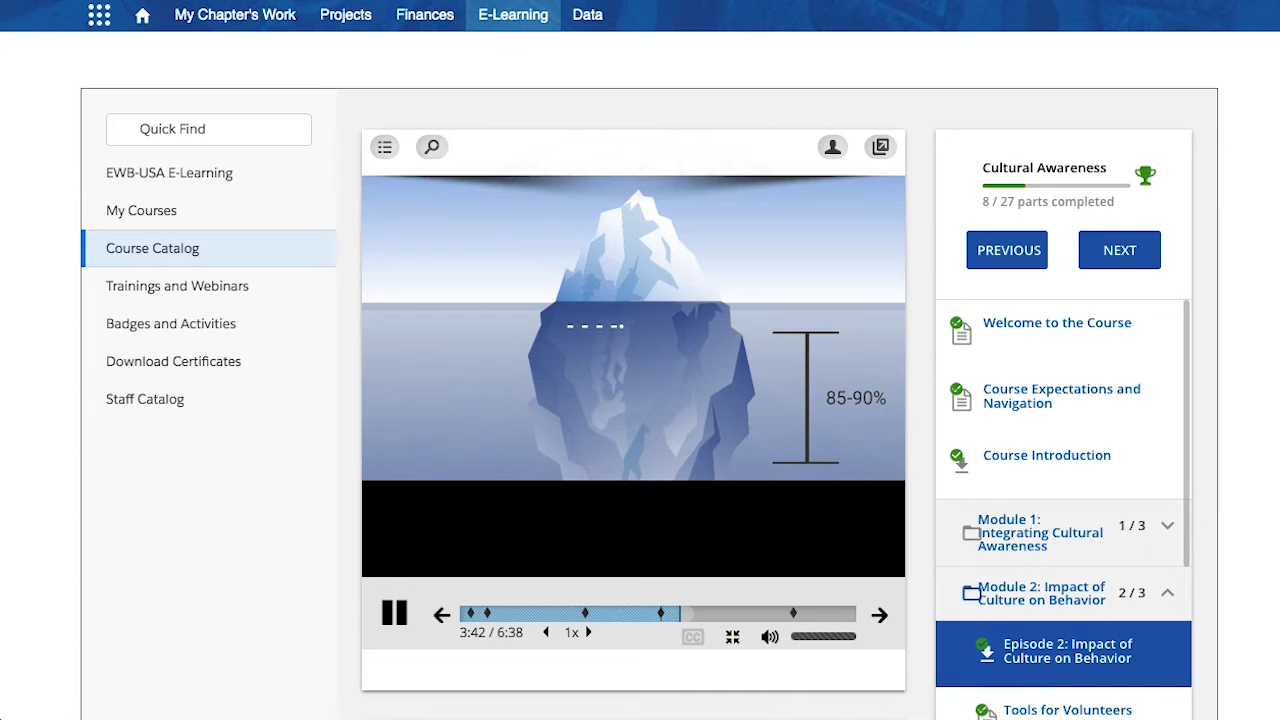 My Chapter's Work Projects Finances E-Learning Data
Quick Find
EWB-USA E-Learning
My Courses
Course Catalog
Trainings and Webinars
Badges and Activities
Download Certificates
Staff Catalog
85-90%
3:42 / 6:38 1x CC
Cultural Awareness
8 / 27 parts completed
PREVIOUS NEXT
Welcome to the Course
Course Expectations and
Navigation
Course Introduction
Module 1:
Integrating Cultural
Awareness
1 / 3
Module 2: Impact of
Culture on Behavior
2 / 3
Episode 2: Impact of
Culture on Behavior
Tools for Volunteers